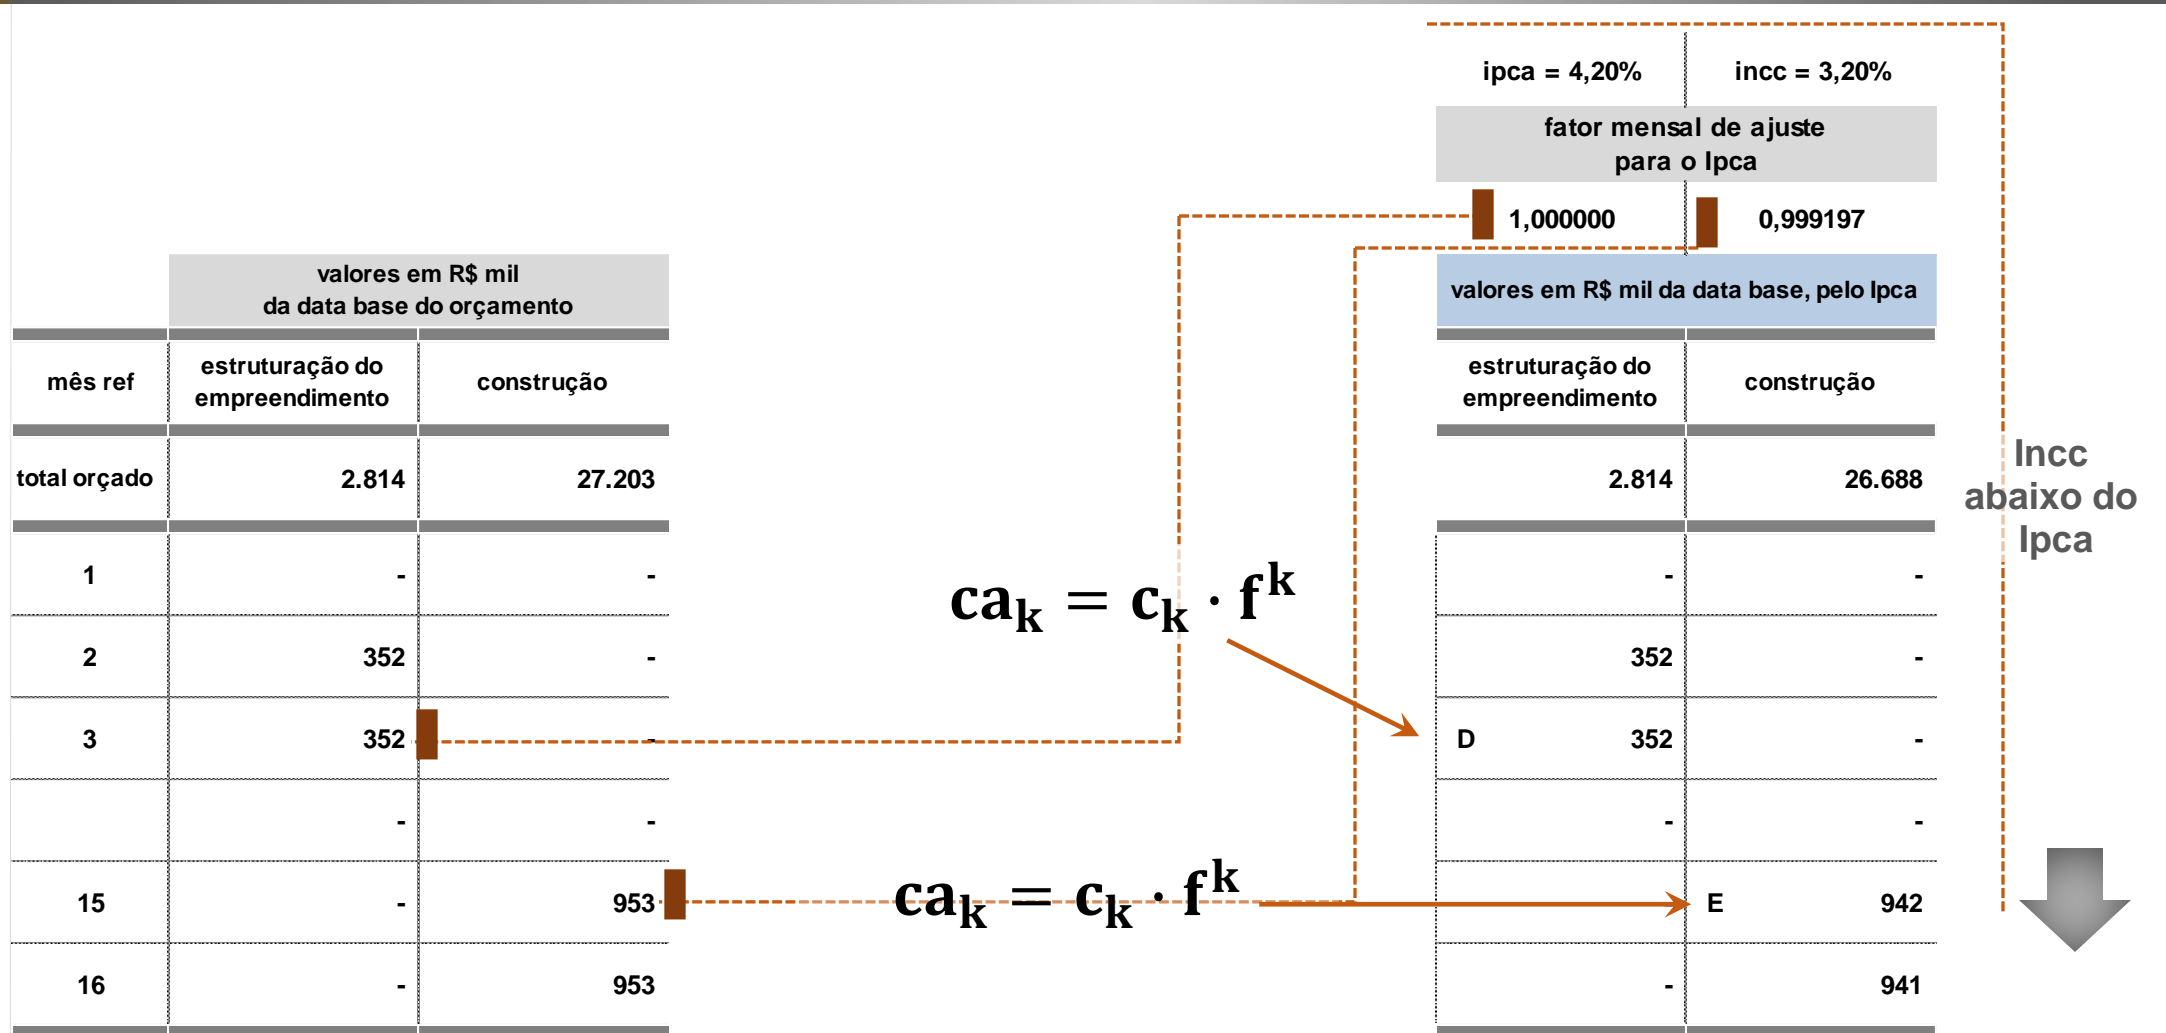 ipca = 4,20% incc = 3,20%
fator mensal de ajuste
para o Ipca
1,000000 0,999197
valores em R$ mil
da data base do orçamento
valores em R$ mil da data base, pelo Ipca
mês ref estruturação do empreendimento construção
estruturação do empreendimento construção
total orçado 2.814 27.203 2.814 26.688
Incc
abaixo do
Ipca
1 - - - -
ca_k = c_k · f^k
2 352 - 352 -
3 352 - D 352 -
- - - -
15 - 953 ca_k = c_k · f^k E 942
16 - 953 - 941